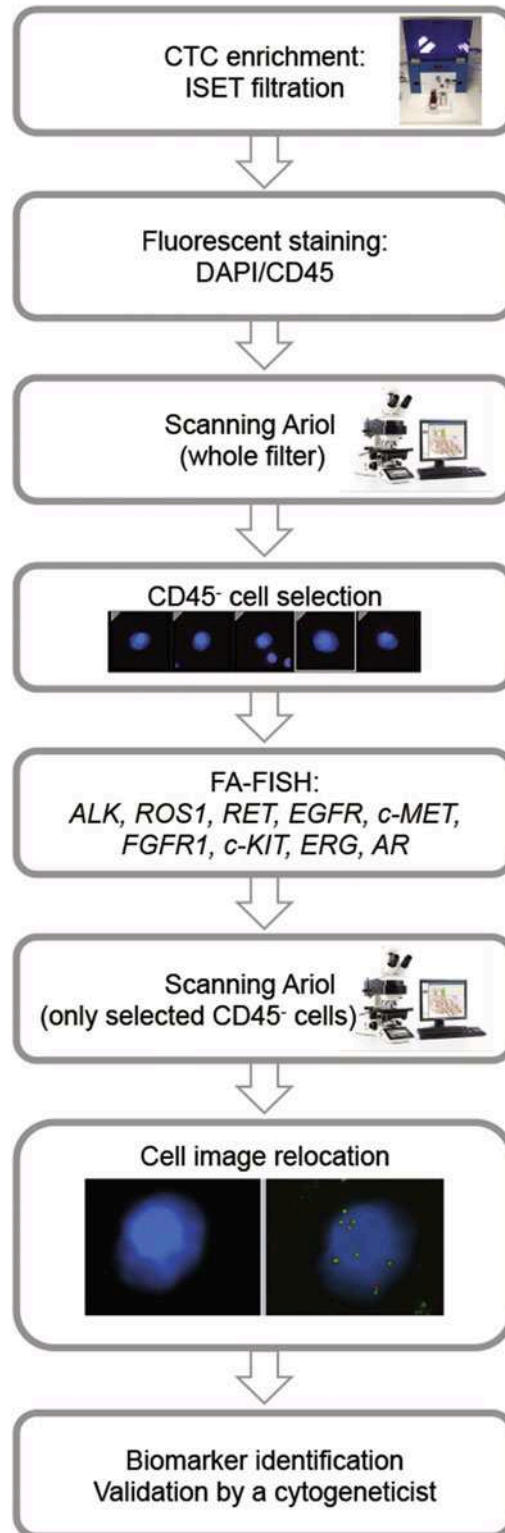 CTC enrichment:
ISET filtration
Fluorescent staining:
DAPI/CD45
Scanning Ariol
(whole filter)
CD45⁻ cell selection
FA-FISH:
ALK, ROS1, RET, EGFR, c-MET,
FGFR1, c-KIT, ERG, AR
Scanning Ariol
(only selected CD45⁻ cells)
Cell image relocation
Biomarker identification
Validation by a cytogeneticist